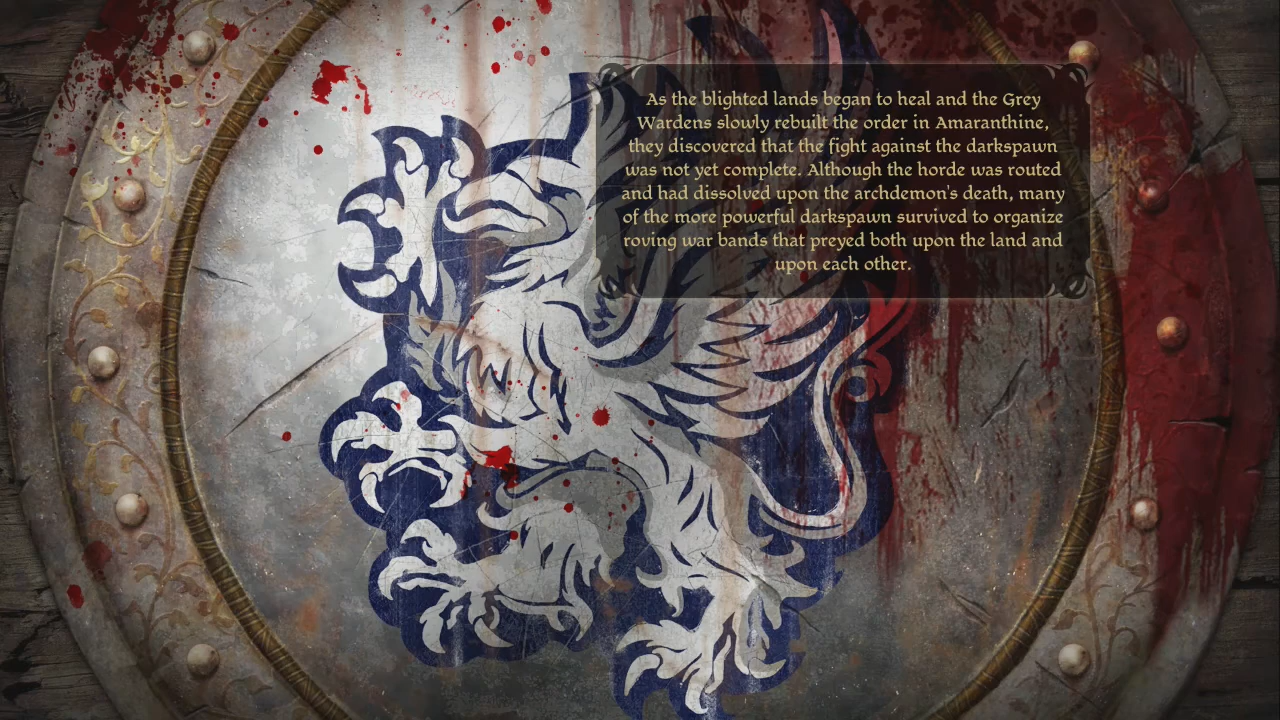 As the blighted lands began to heal and the Grey
Wardens slowly rebuilt the order in Amaranthine,
they discovered that the fight against the darkspawn
was not yet complete. Although the horde was routed
and had dissolved upon the archdemon's death, many
of the more powerful darkspawn survived to organize
roving war bands that preyed both upon the land and
upon each other.